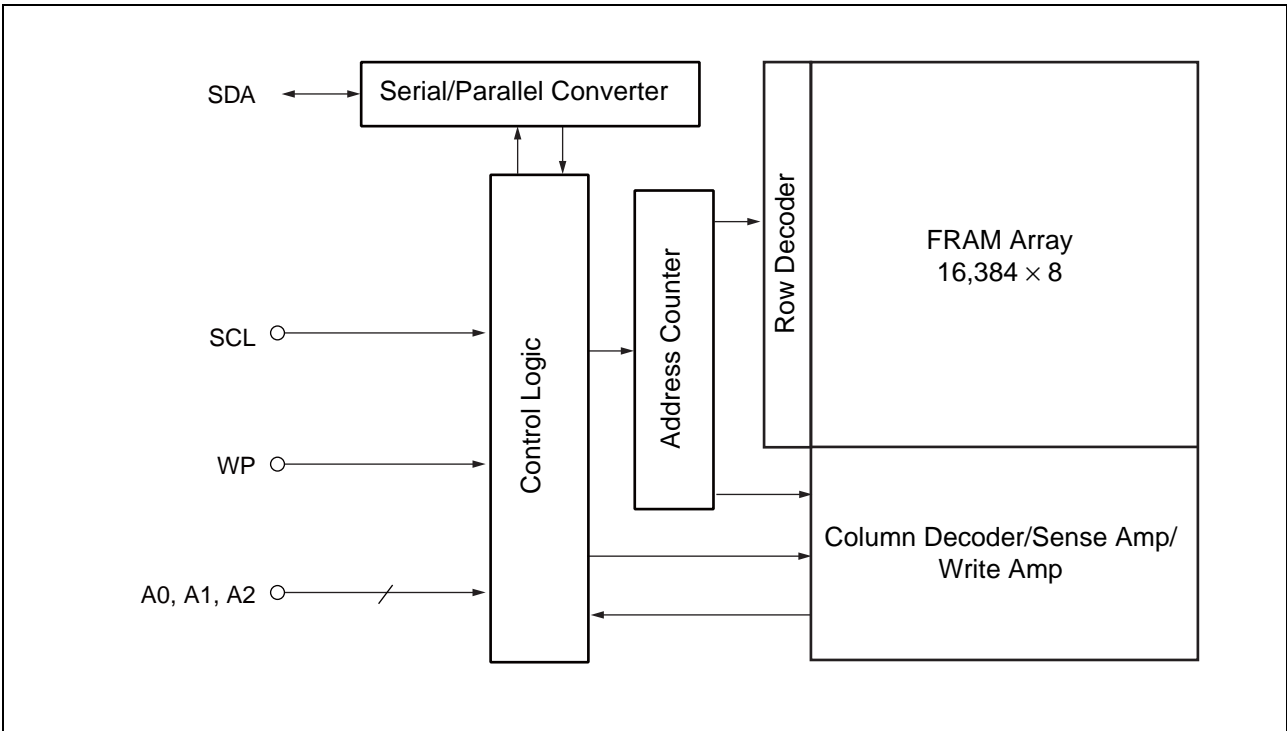 SDA
Serial/Parallel Converter
Row Decoder
FRAM Array
16,384 × 8
Address Counter
Control Logic
SCL
WP
A0, A1, A2
Column Decoder/Sense Amp/
Write Amp